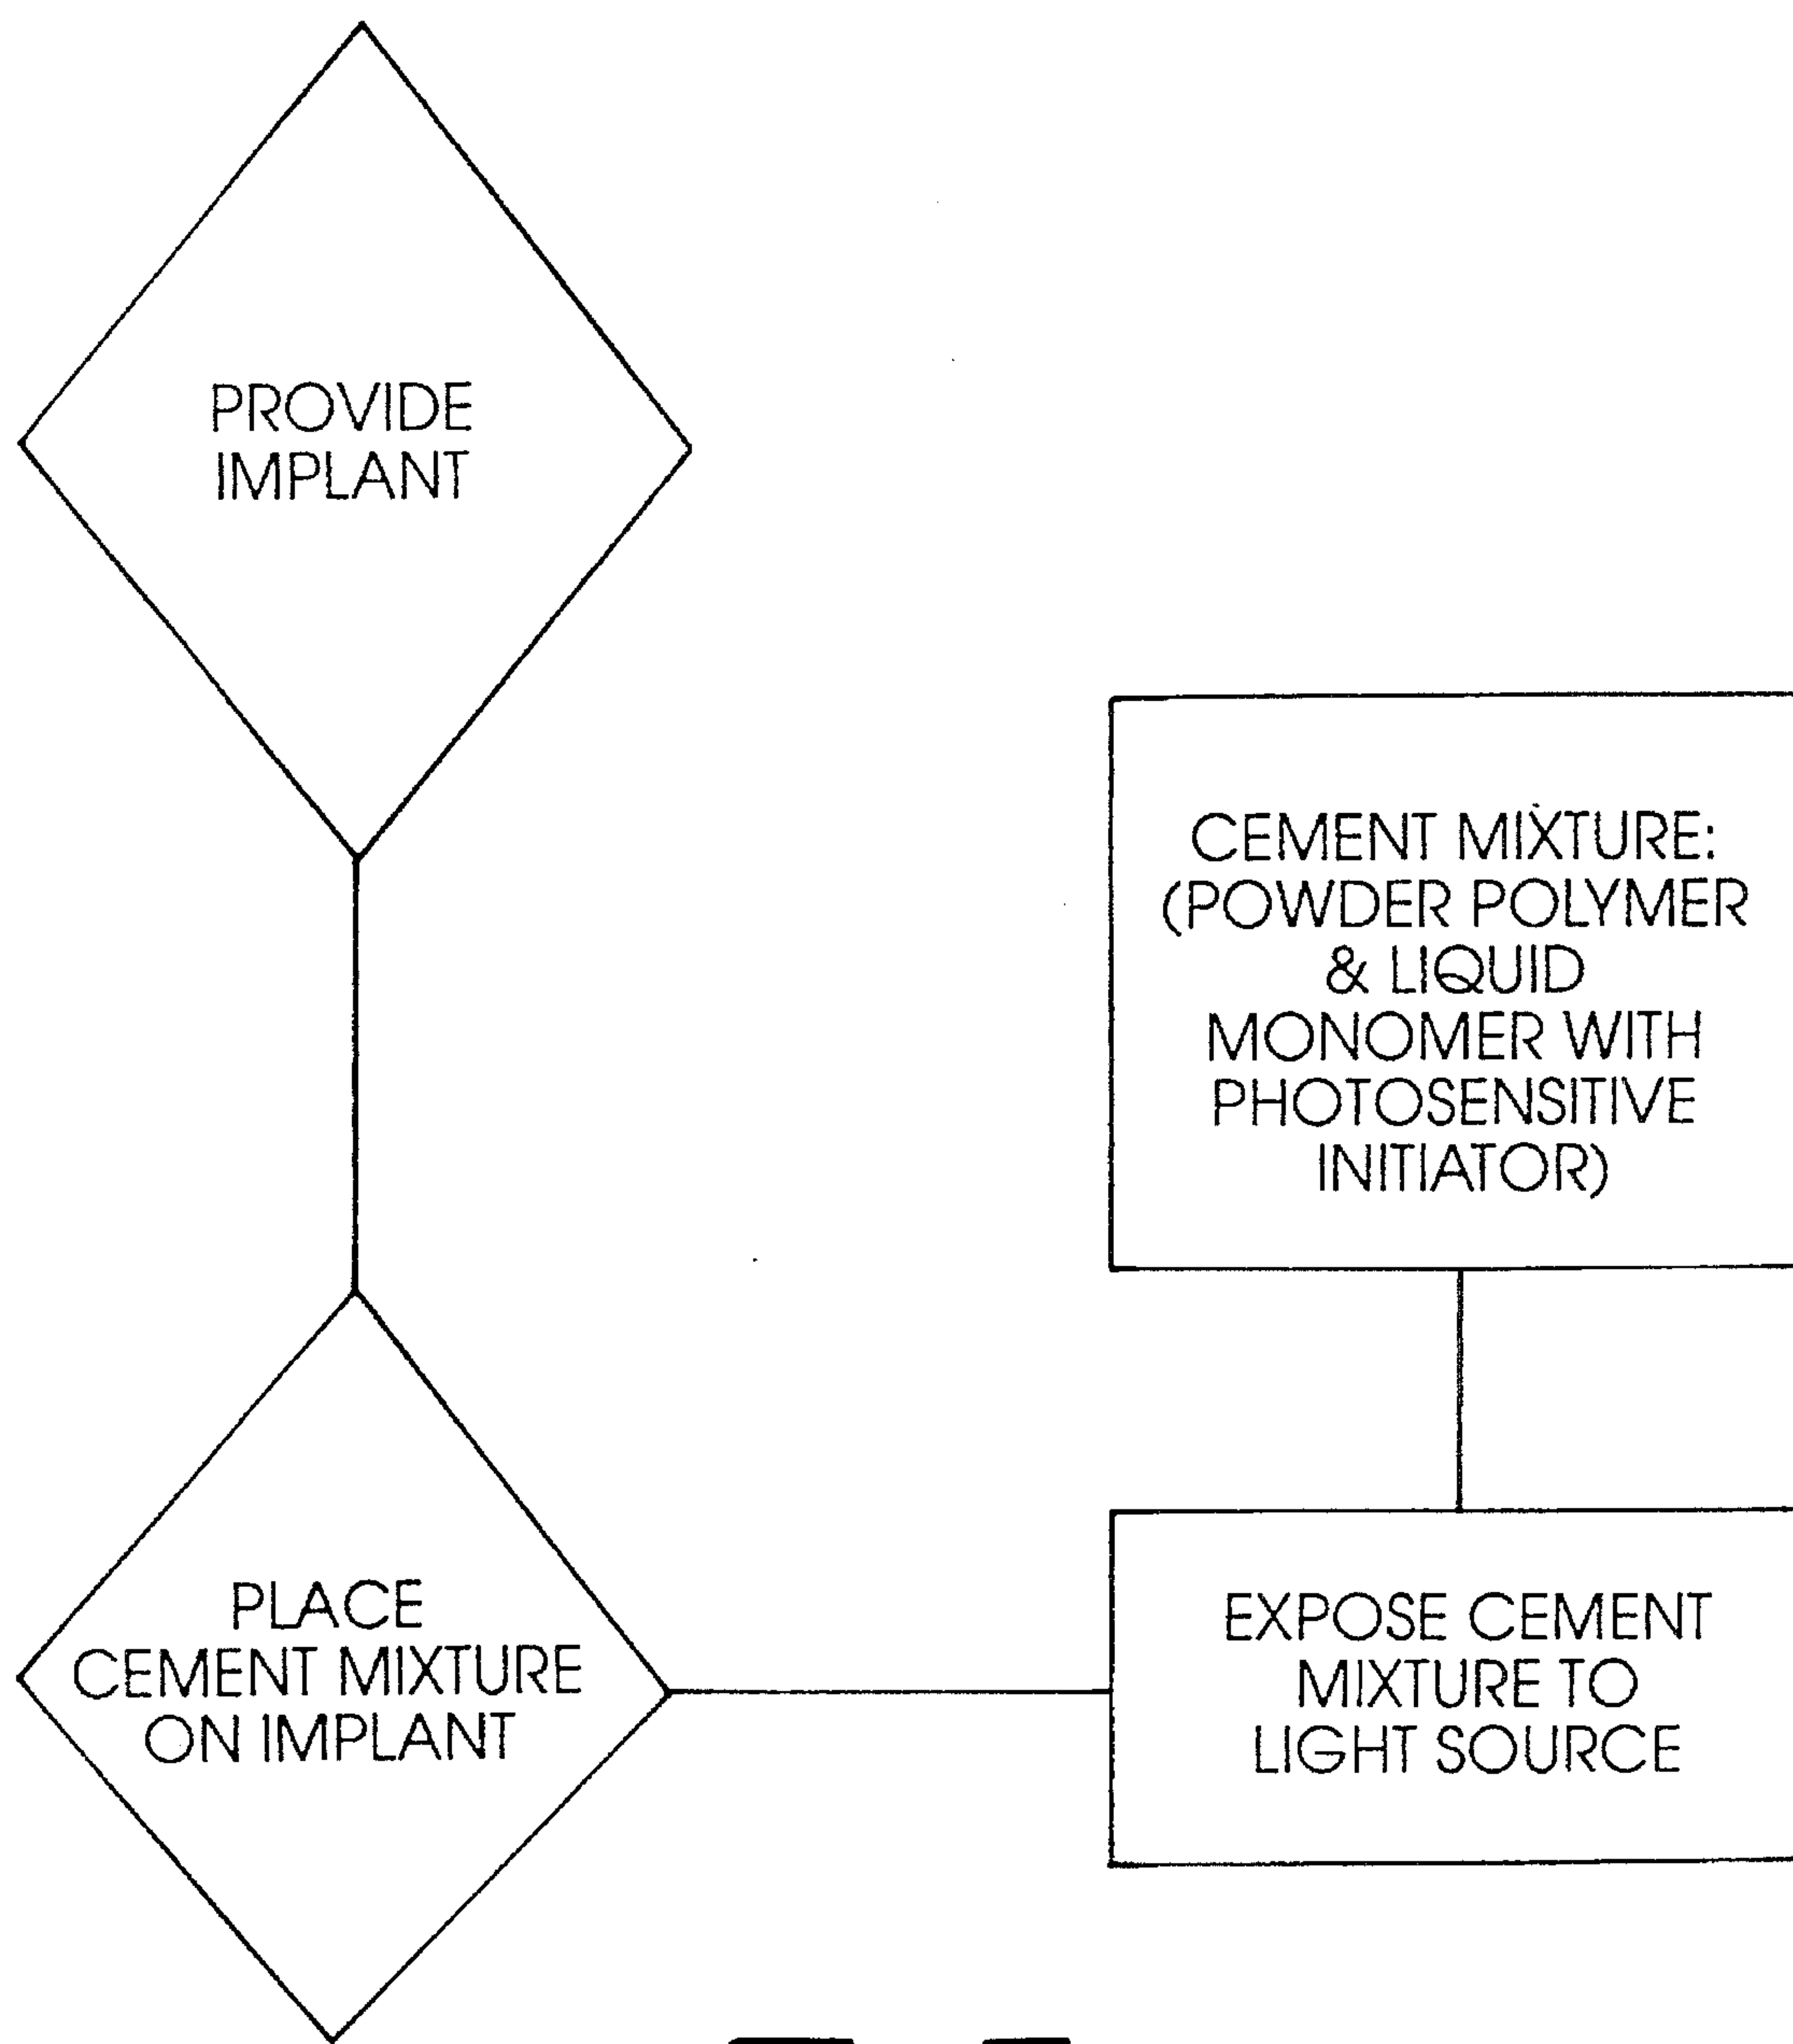 PROVIDE
IMPLANT
CEMENT MIXTURE:
(POWDER POLYMER
& LIQUID
MONOMER WITH
PHOTOSENSITIVE
INITIATOR)
PLACE
CEMENT MIXTURE
ON IMPLANT
EXPOSE CEMENT
MIXTURE TO
LIGHT SOURCE